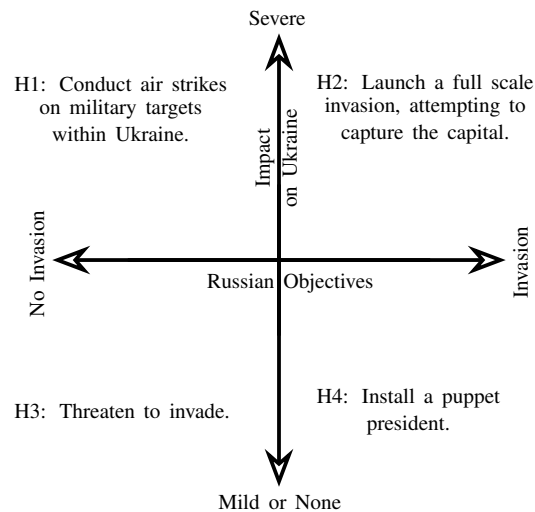 Severe
H1: Conduct air strikes
on military targets
within Ukraine.
H2: Launch a full scale
invasion, attempting to
capture the capital.
Impact
on Ukraine
No Invasion
Russian Objectives
Invasion
H3: Threaten to invade.
H4: Install a puppet
president.
Mild or None